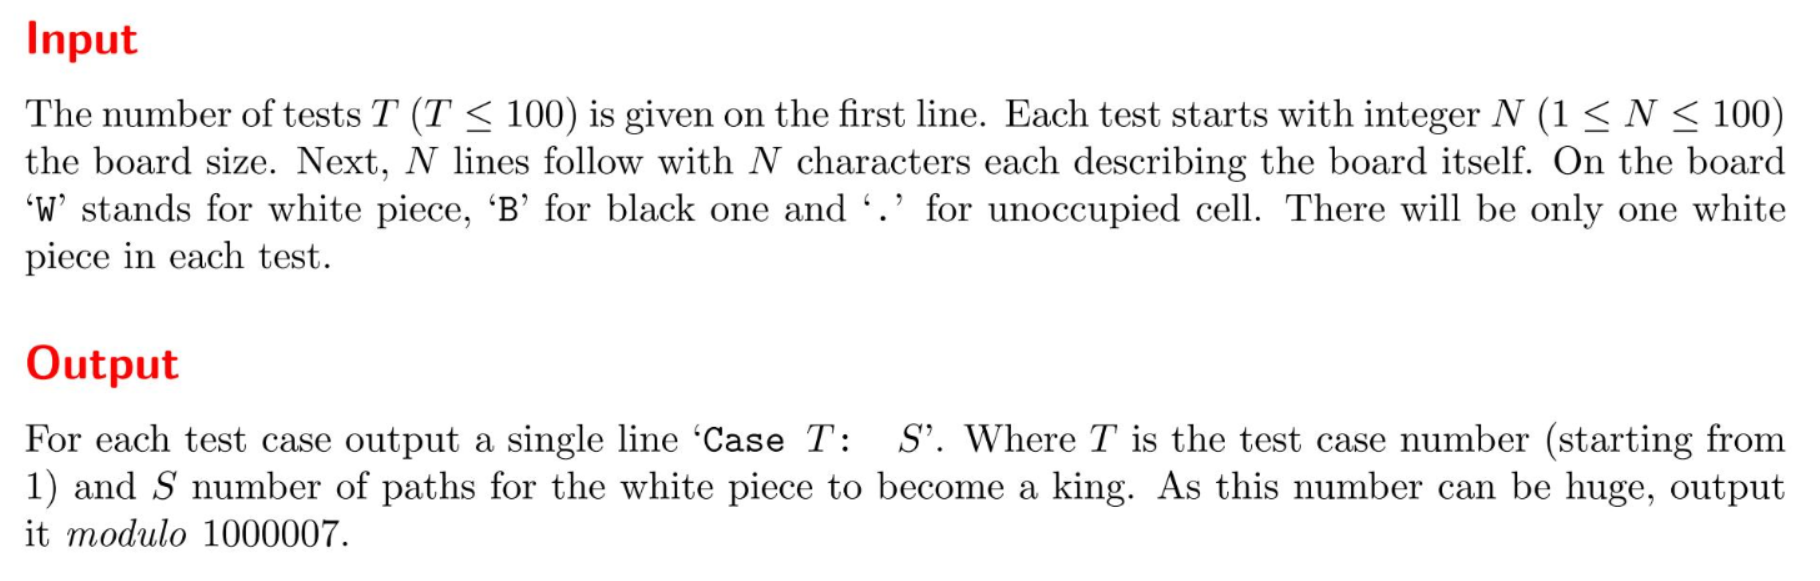 Input
The number of tests T (T ≤ 100) is given on the first line. Each test starts with integer N (1 ≤ N ≤ 100)
the board size. Next, N lines follow with N characters each describing the board itself. On the board
‘W’ stands for white piece, ‘B’ for black one and ‘.’ for unoccupied cell. There will be only one white
piece in each test.
Output
For each test case output a single line ‘Case T: S’. Where T is the test case number (starting from
1) and S number of paths for the white piece to become a king. As this number can be huge, output
it modulo 1000007.